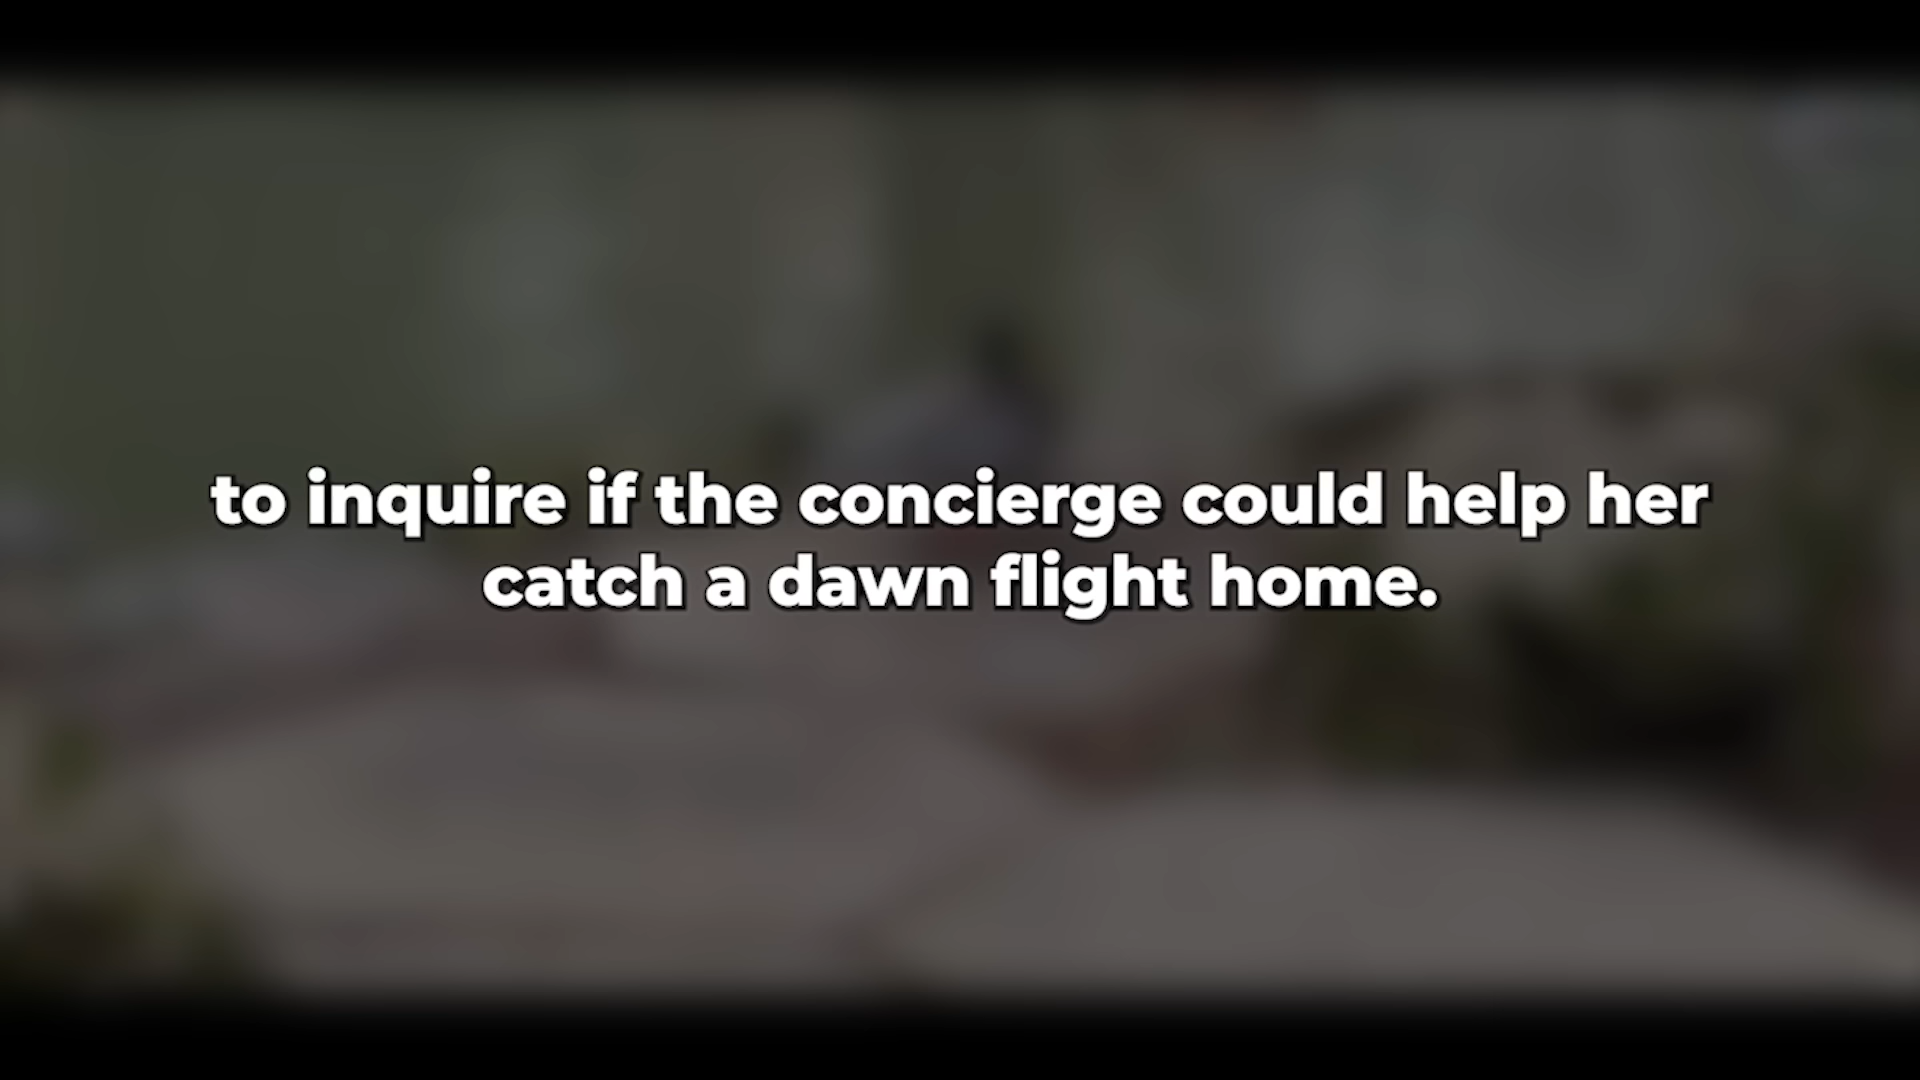 to inquire if the concierge could help her
catch a dawn flight home.